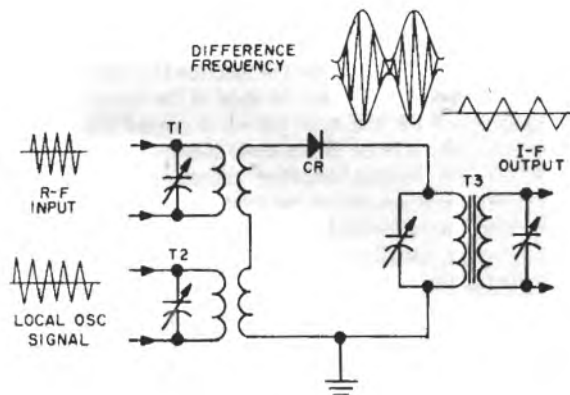 DIFFERENCE
FREQUENCY
T1
R-F
INPUT
CR
I-F
OUTPUT
T3
T2
LOCAL OSC
SIGNAL